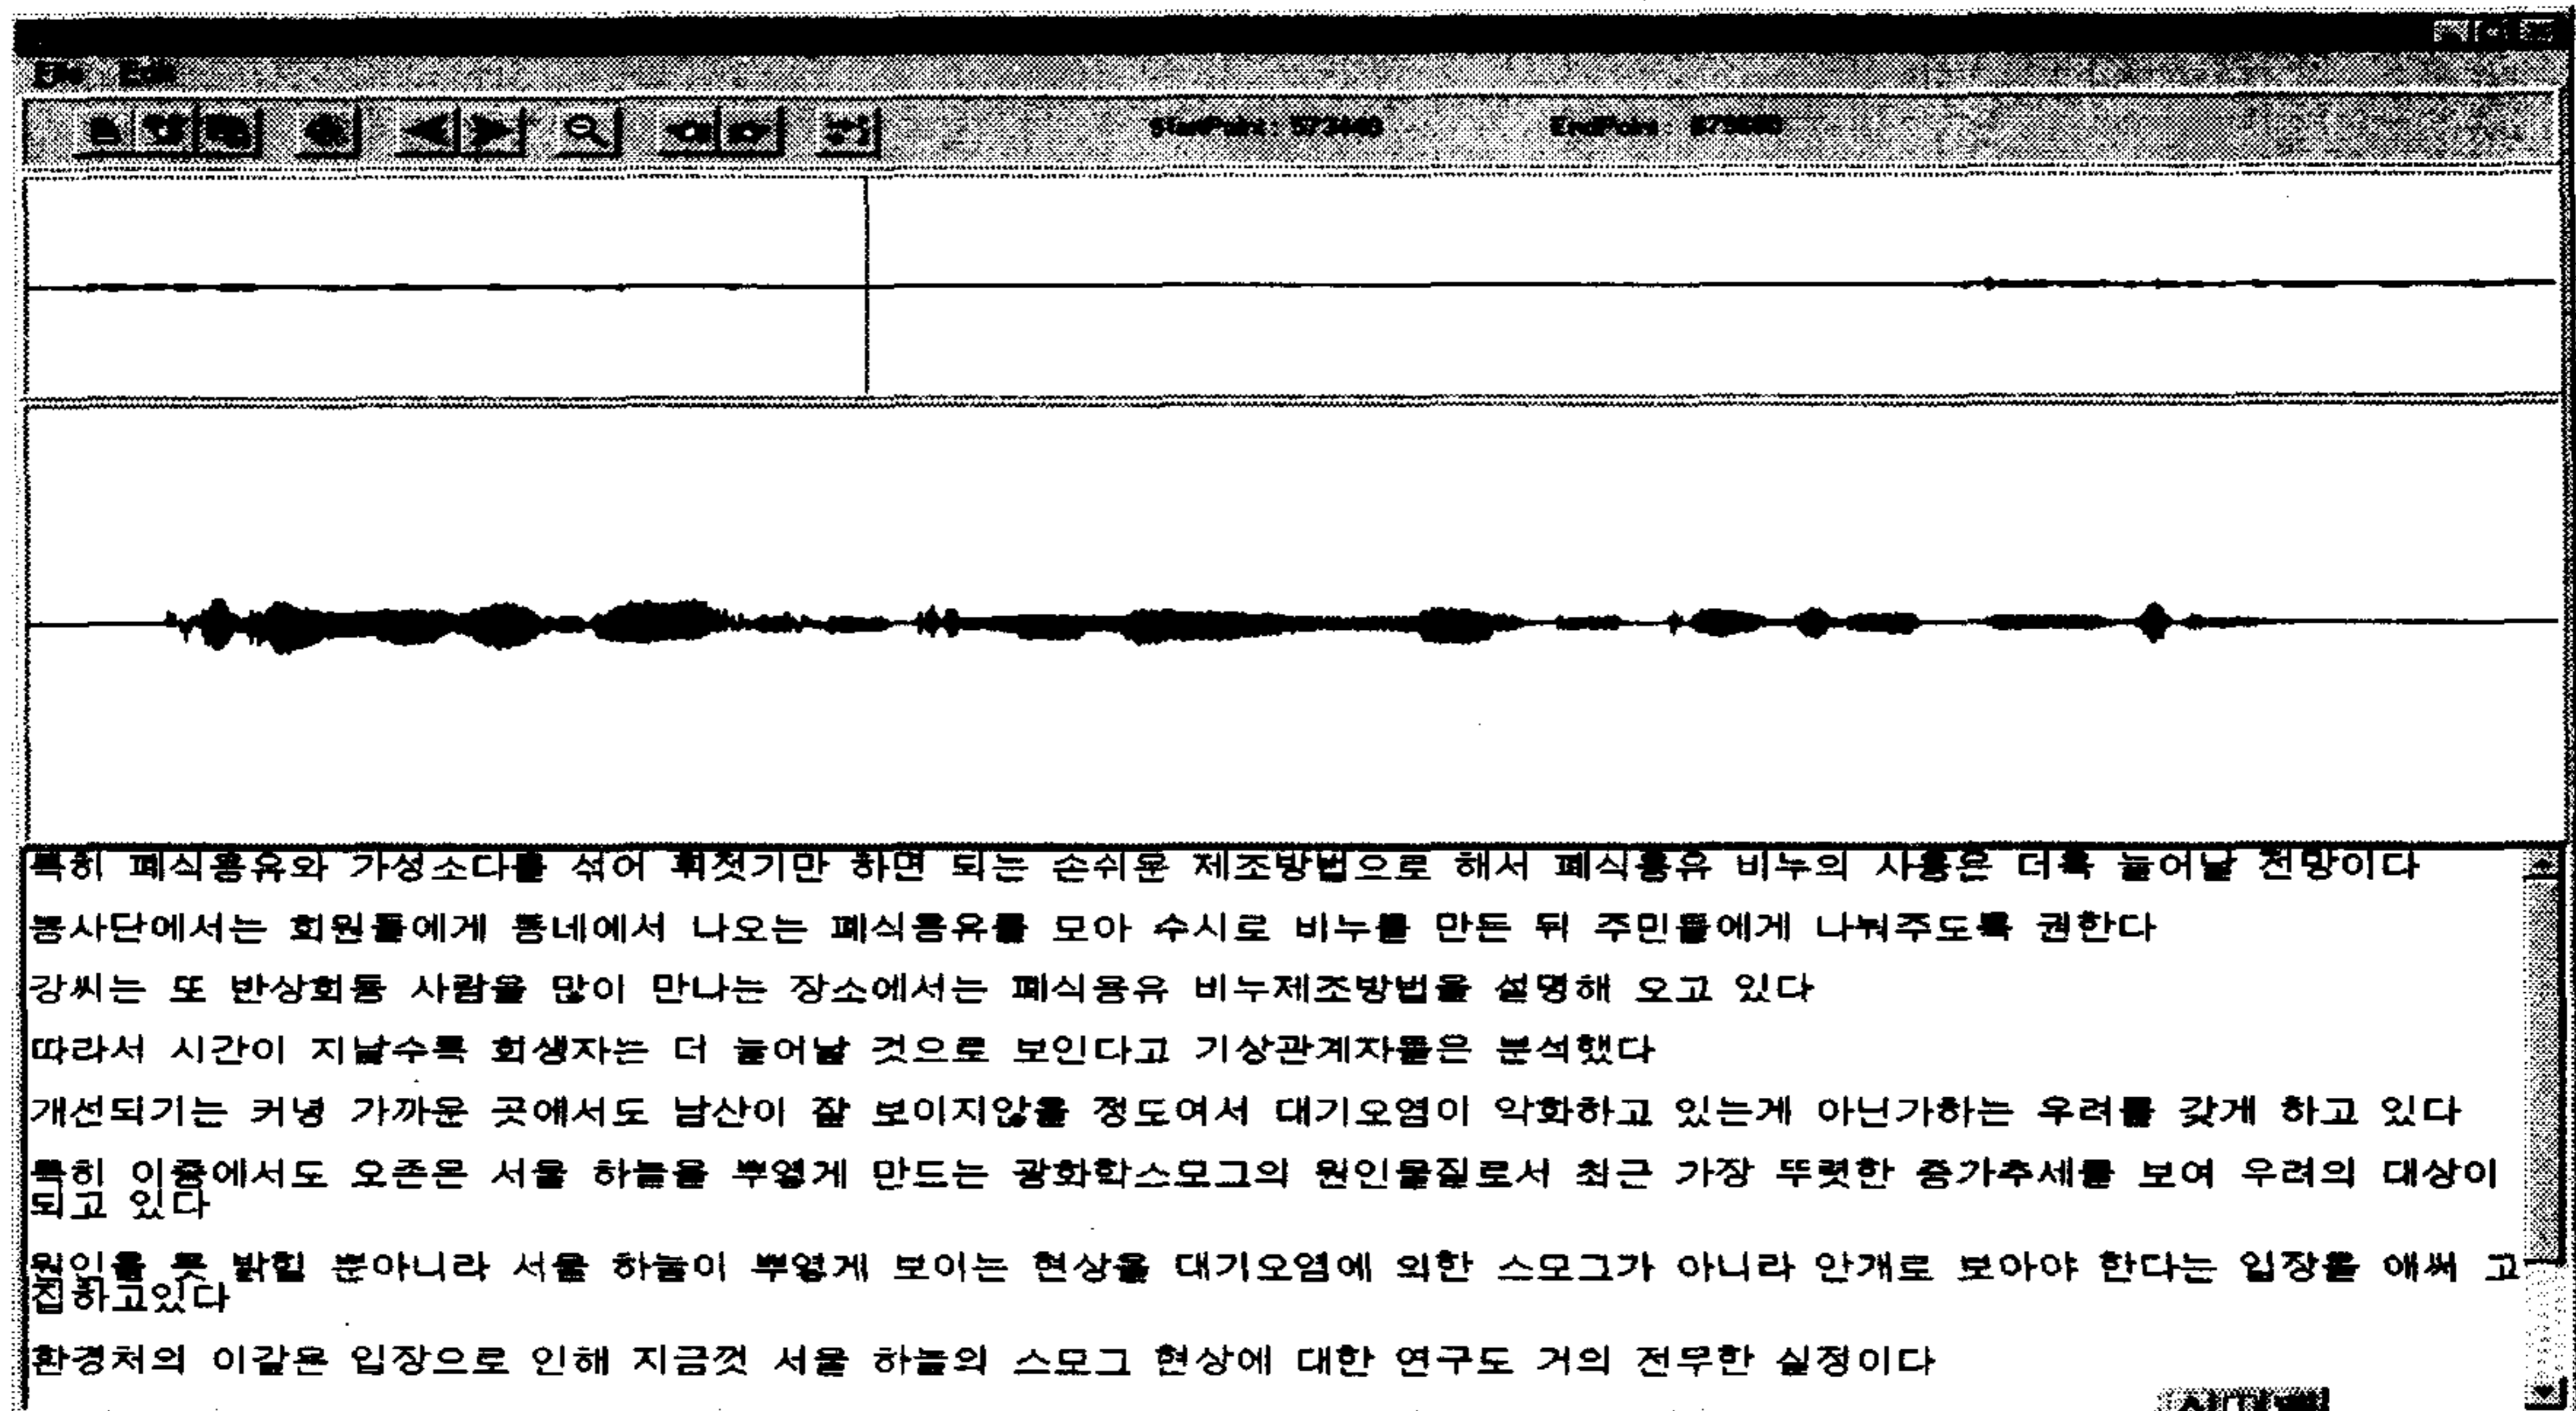 File Edit
StartPoint: EndPoint:
특히 폐식용유와 가성소다를 섞어 휘젓기만 하면 되는 손쉬운 제조방법으로 해서 폐식용유 비누의 사용은 더욱 늘어날 전망이다
봉사단에서는 회원들에게 동네에서 나오는 폐식용유를 모아 수시로 비누를 만든 뒤 주민들에게 나눠주도록 권한다
강씨는 또 반상회등 사람을 많이 만나는 장소에서는 폐식용유 비누제조방법을 설명해 오고 있다
따라서 시간이 지날수록 희생자는 더 늘어날 것으로 보인다고 기상관계자들은 분석했다
개선되기는 커녕 가까운 곳에서도 남산이 잘 보이지않을 정도여서 대기오염이 악화하고 있는게 아닌가하는 우려를 갖게 하고 있다
특히 이중에서도 오존은 서울 하늘을 뿌옇게 만드는 광화학스모그의 원인물질로서 최근 가장 뚜렷한 증가추세를 보여 우려의 대상이
되고 있다
원인을 못 밝힐 뿐아니라 서울 하늘이 뿌옇게 보이는 현상을 대기오염에 의한 스모그가 아니라 안개로 보아야 한다는 입장을 애써 고
집하고있다
환경처의 이같은 입장으로 인해 지금껏 서울 하늘의 스모그 현상에 대한 연구도 거의 전무한 실정이다